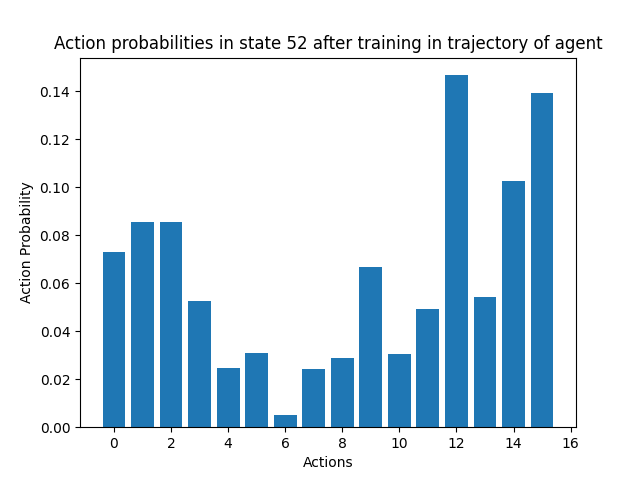 Action probabilities in state 52 after training in trajectory of agent
Action Probability
0.14
0.12
0.10
0.08
0.06
0.04
0.02
0.00
0 2 4 6 8 10 12 14 16
Actions